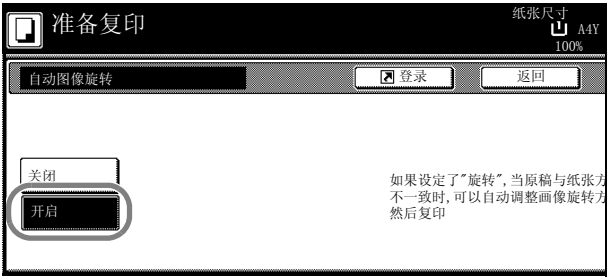 准备复印
纸张尺寸
A4Y
100%
自动图像旋转
登录
返回
关闭
开启
如果设定了"旋转",当原稿与纸张方
不一致时,可以自动调整画像旋转方
然后复印